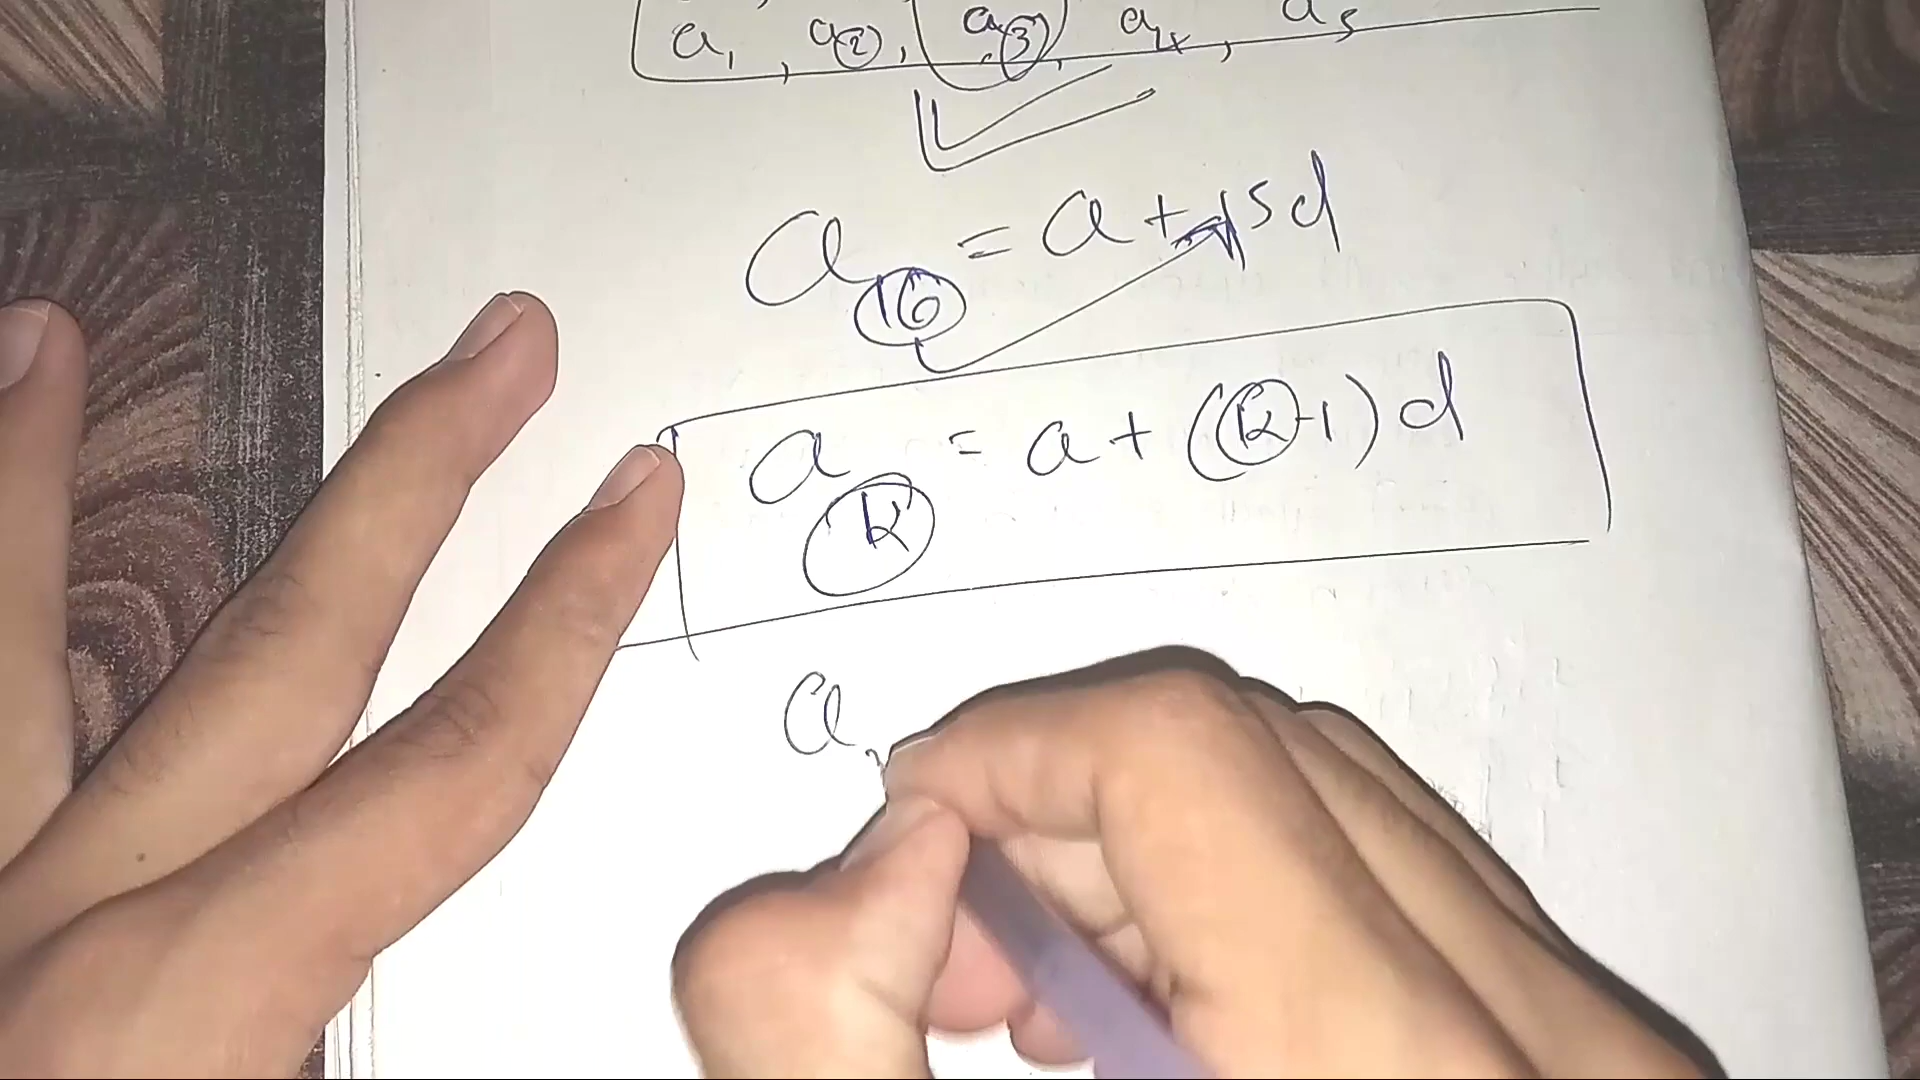 a₁, a₂, a₃, a₄, a₅
a₁₆ = a + 15d
aₖ = a + (k-1)d
a